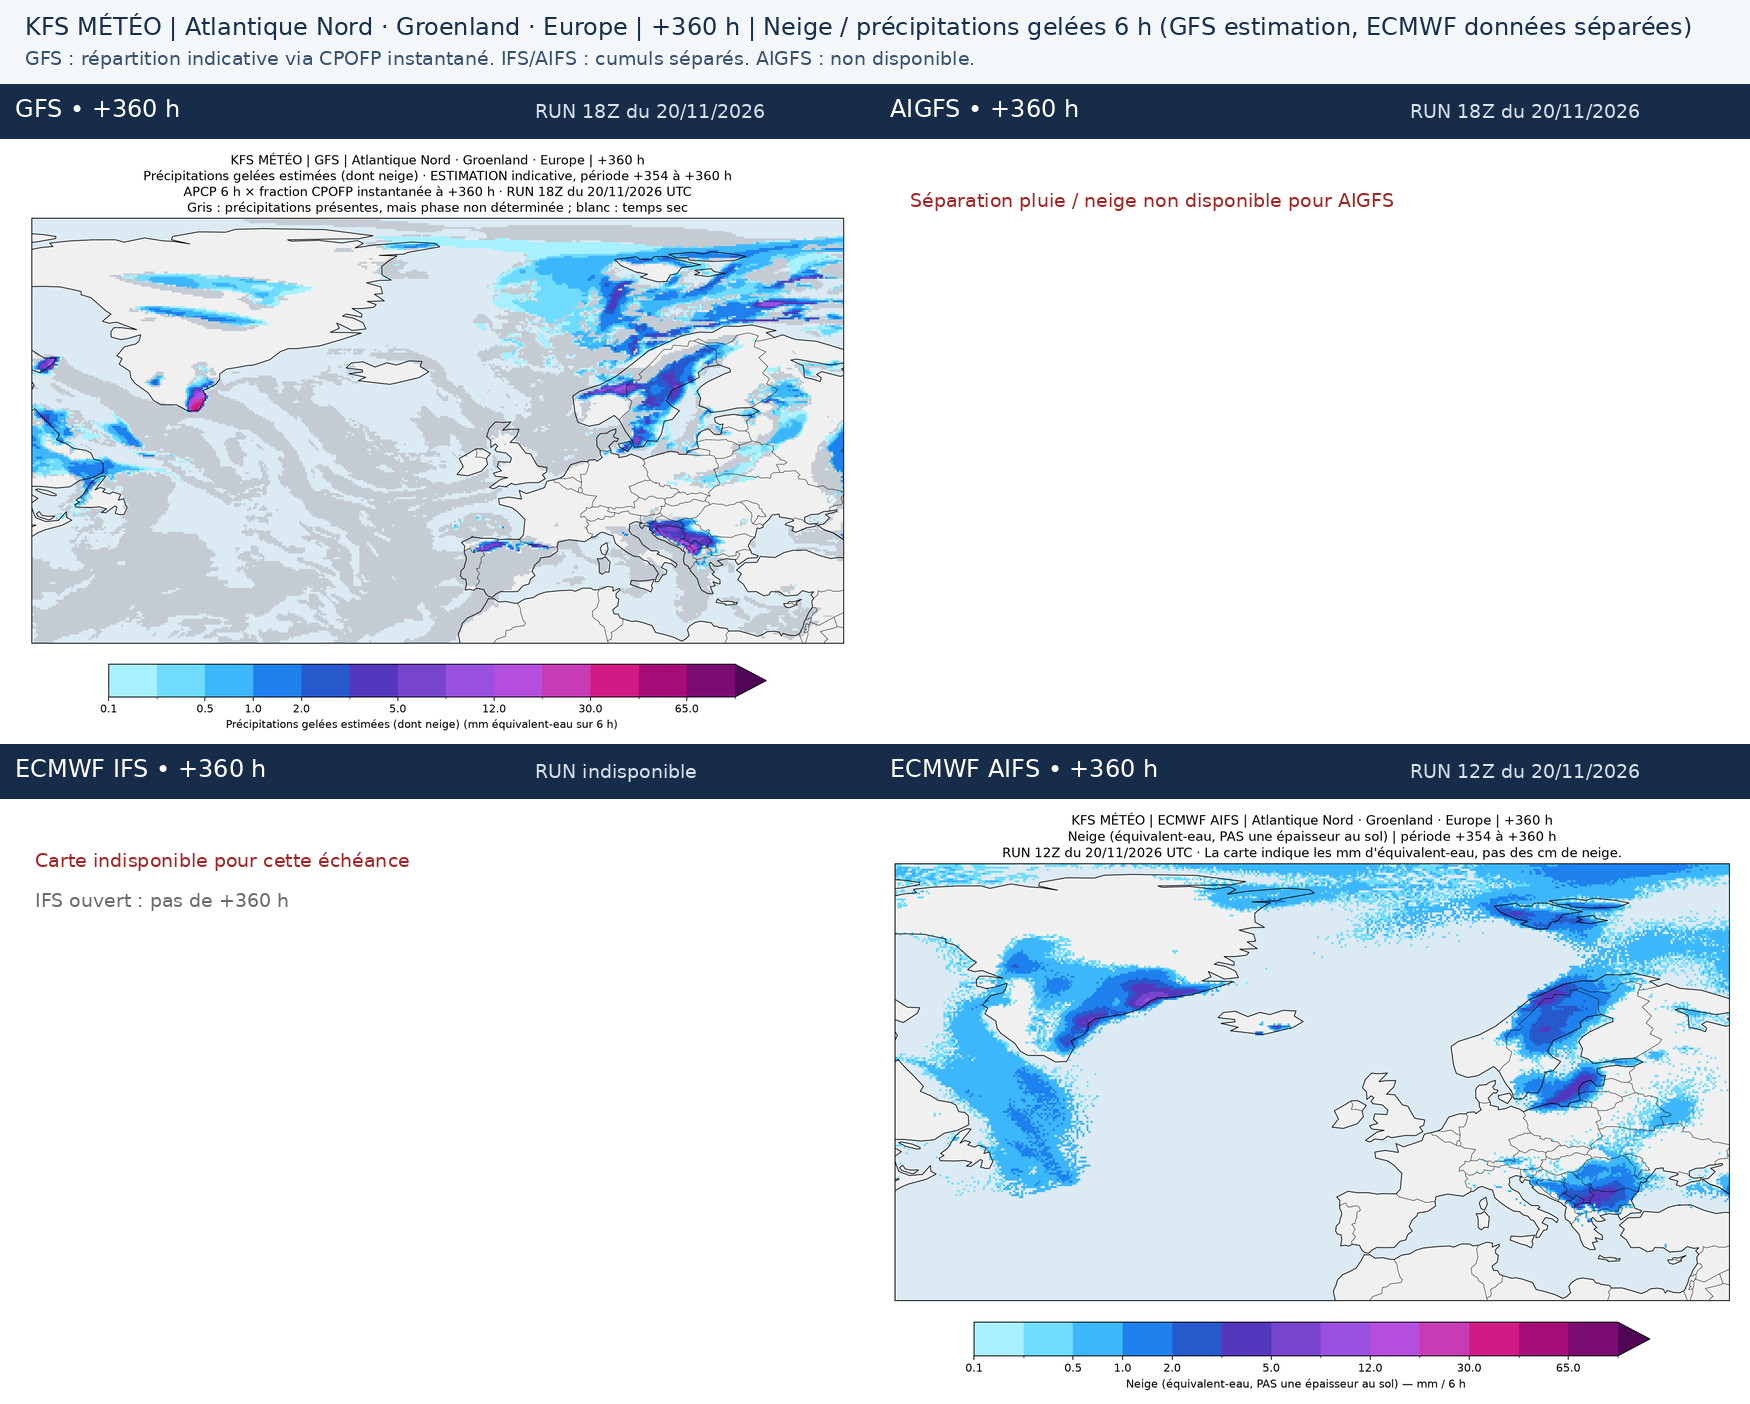 KFS MÉTÉO | Atlantique Nord · Groenland · Europe | +360 h | Neige / précipitations gelées 6 h (GFS estimation, ECMWF données séparées)
GFS : répartition indicative via CPOFP instantané. IFS/AIFS : cumuls séparés. AIGFS : non disponible.
GFS • +360 h
RUN 18Z du 20/11/2026
AIGFS • +360 h
RUN 18Z du 20/11/2026
KFS MÉTÉO | GFS | Atlantique Nord · Groenland · Europe | +360 h
Précipitations gelées estimées (dont neige) · ESTIMATION indicative, période +354 à +360 h
APCP 6 h × fraction CPOFP instantanée à +360 h · RUN 18Z du 20/11/2026 UTC
Gris : précipitations présentes, mais phase non déterminée ; blanc : temps sec
Séparation pluie / neige non disponible pour AIGFS
0.1 0.5 1.0 2.0 5.0 12.0 30.0 65.0
Précipitations gelées estimées (dont neige) (mm équivalent-eau sur 6 h)
ECMWF IFS • +360 h
RUN indisponible
ECMWF AIFS • +360 h
RUN 12Z du 20/11/2026
Carte indisponible pour cette échéance
IFS ouvert : pas de +360 h
KFS MÉTÉO | ECMWF AIFS | Atlantique Nord · Groenland · Europe | +360 h
Neige (équivalent-eau, PAS une épaisseur au sol) | période +354 à +360 h
RUN 12Z du 20/11/2026 UTC · La carte indique les mm d'équivalent-eau, pas des cm de neige.
0.1 0.5 1.0 2.0 5.0 12.0 30.0 65.0
Neige (équivalent-eau, PAS une épaisseur au sol) — mm / 6 h